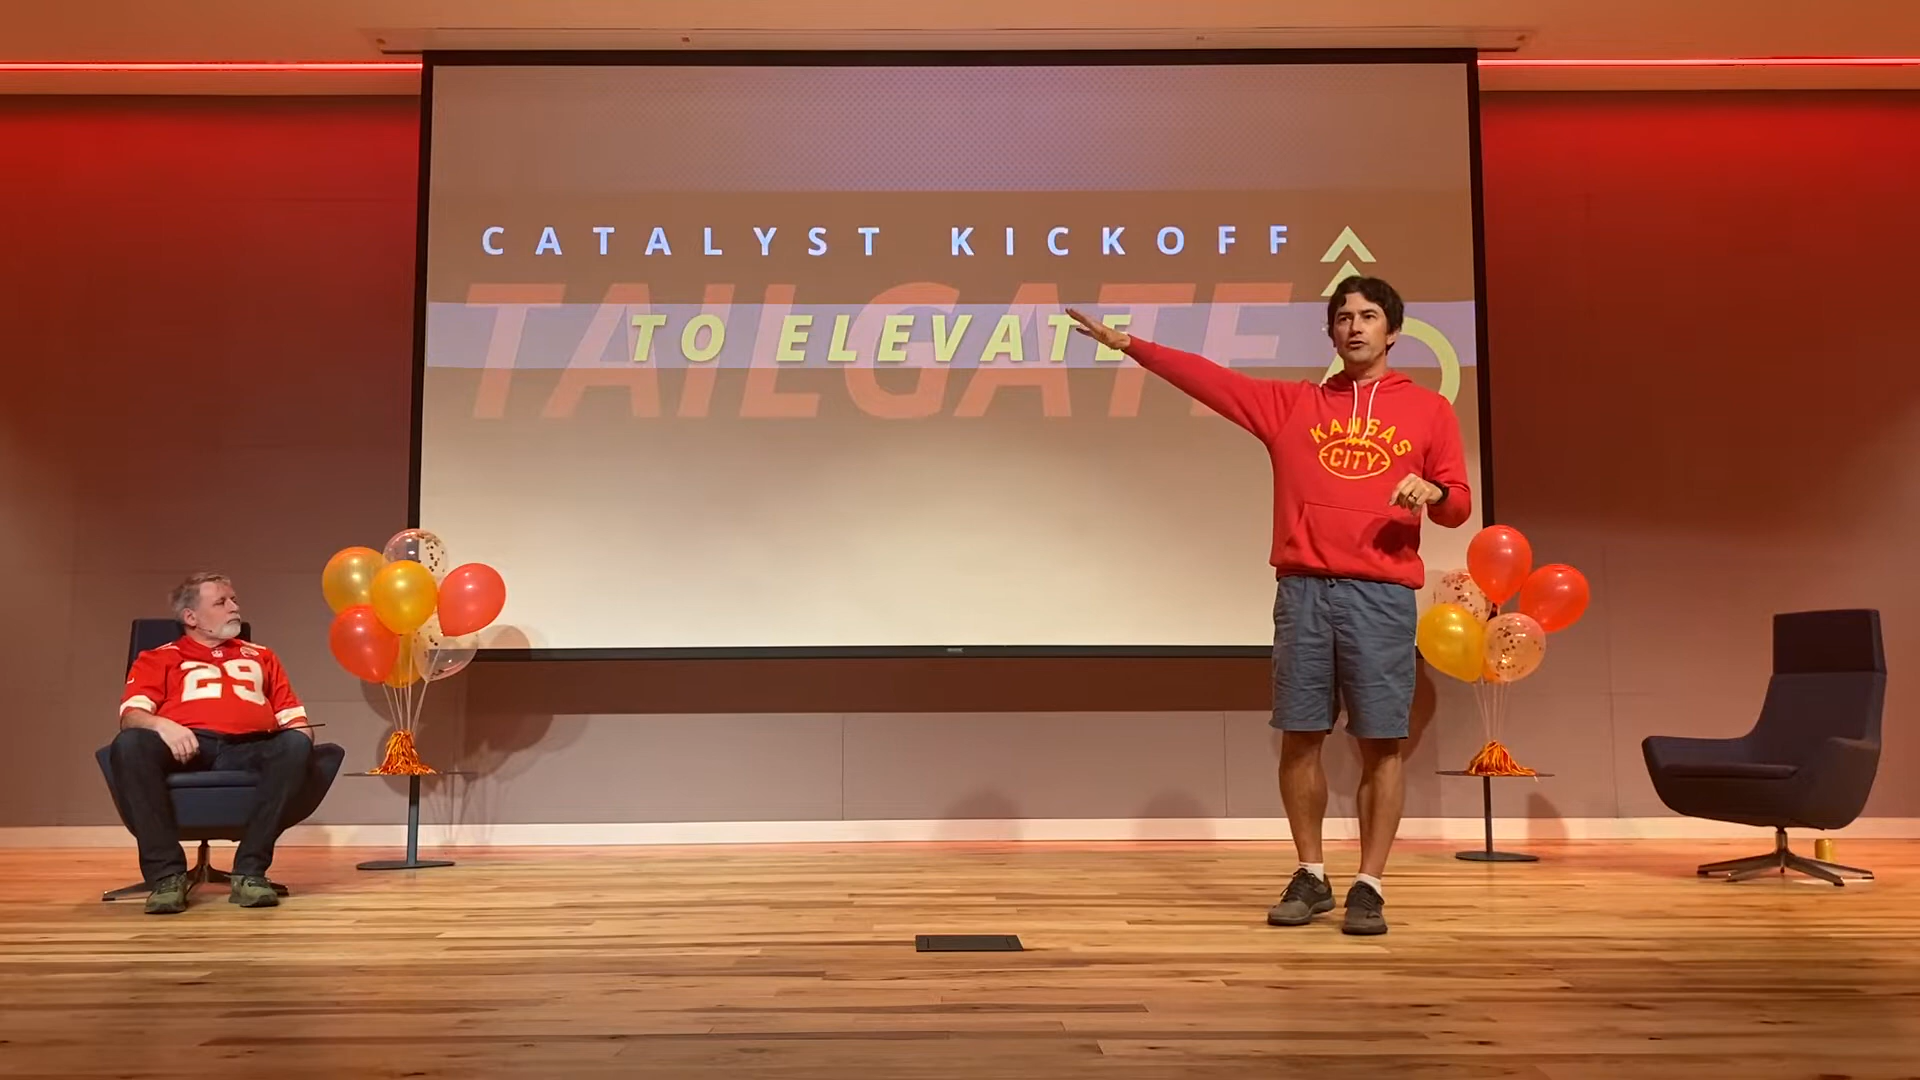 CATALYST KICKOFF
TAILGATE
TO ELEVATE
KANSAS
CITY
29